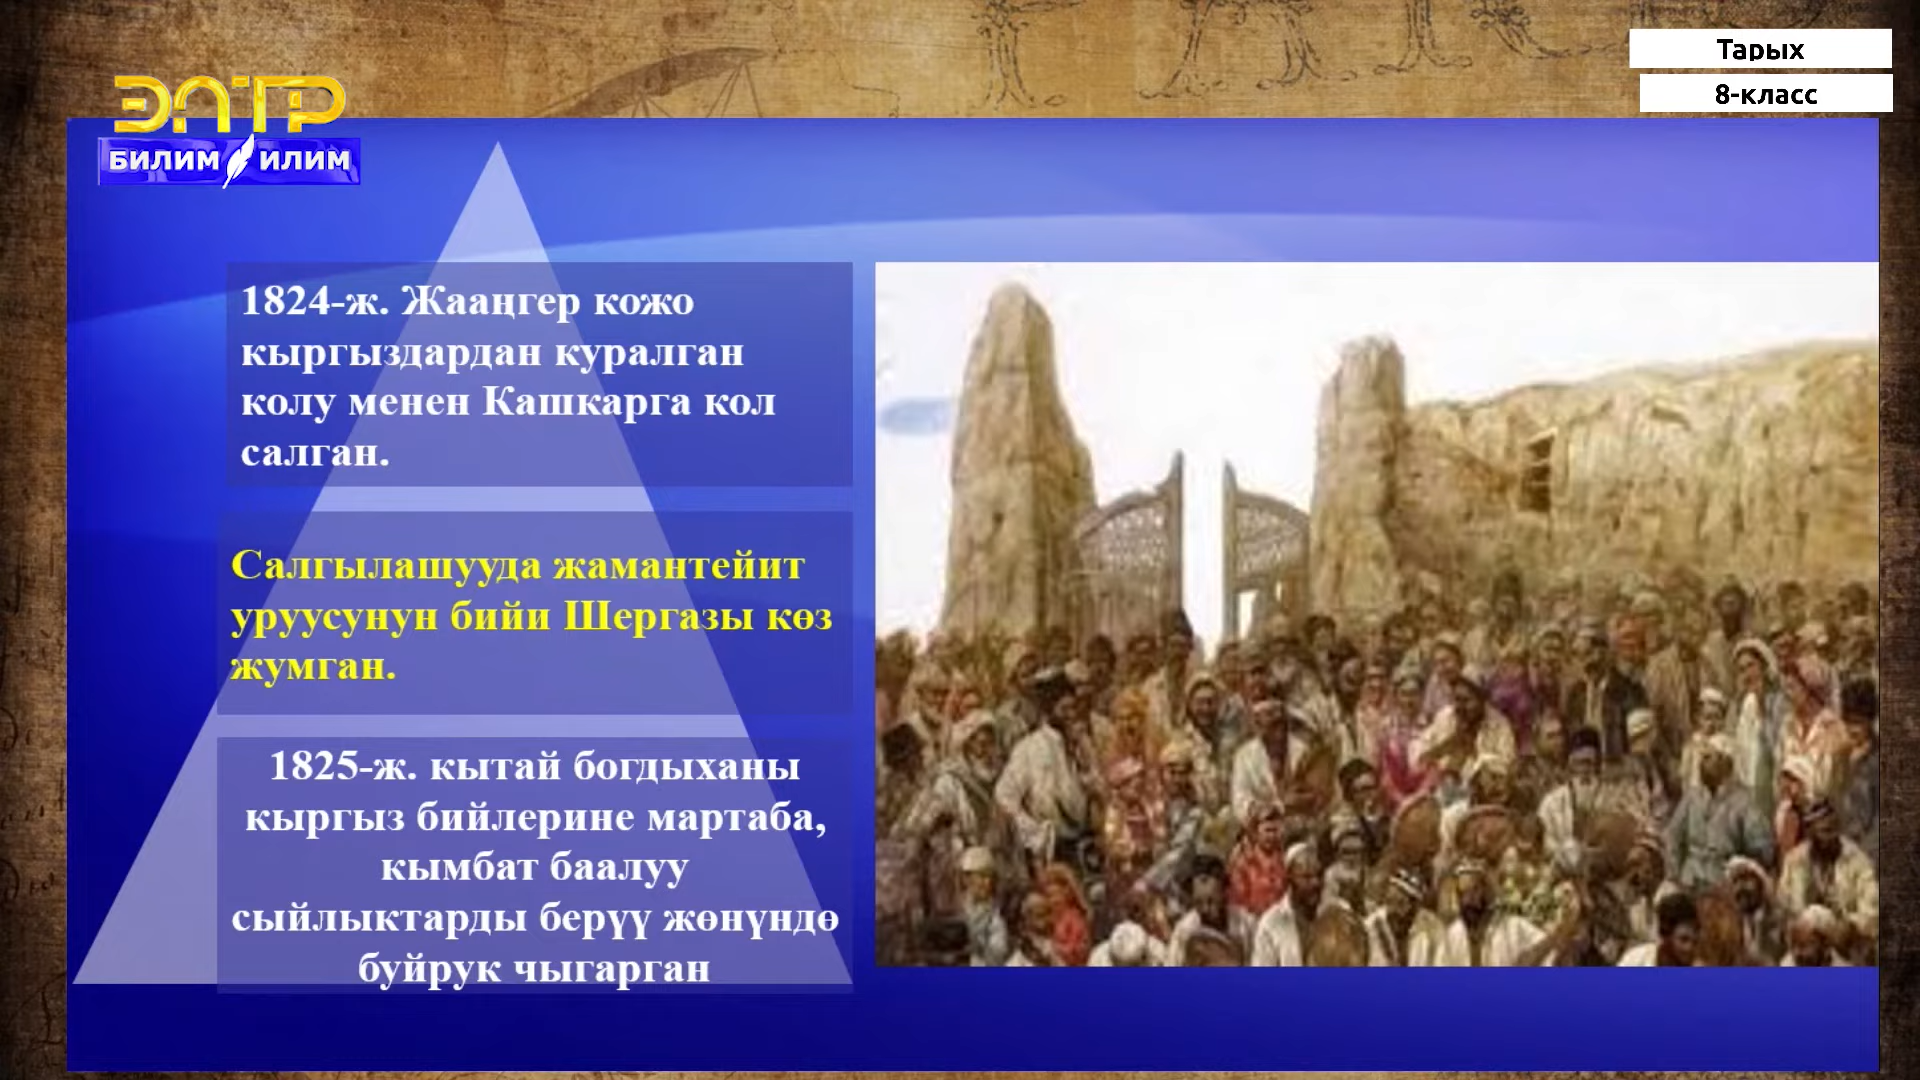 Тарых
8-класс
ЭЛТР
БИЛИМ ИЛИМ
1824-ж. Жааңгер кожо
кыргыздардан куралган
колу менен Кашкарга кол
салган.
Салгылашууда жамантейит
уруусунун бийи Шергазы көз
жумган.
1825-ж. кытай богдыханы
кыргыз бийлерине мартаба,
кымбат баалуу
сыйлыктарды берүү жөнүндө
буйрук чыгарган